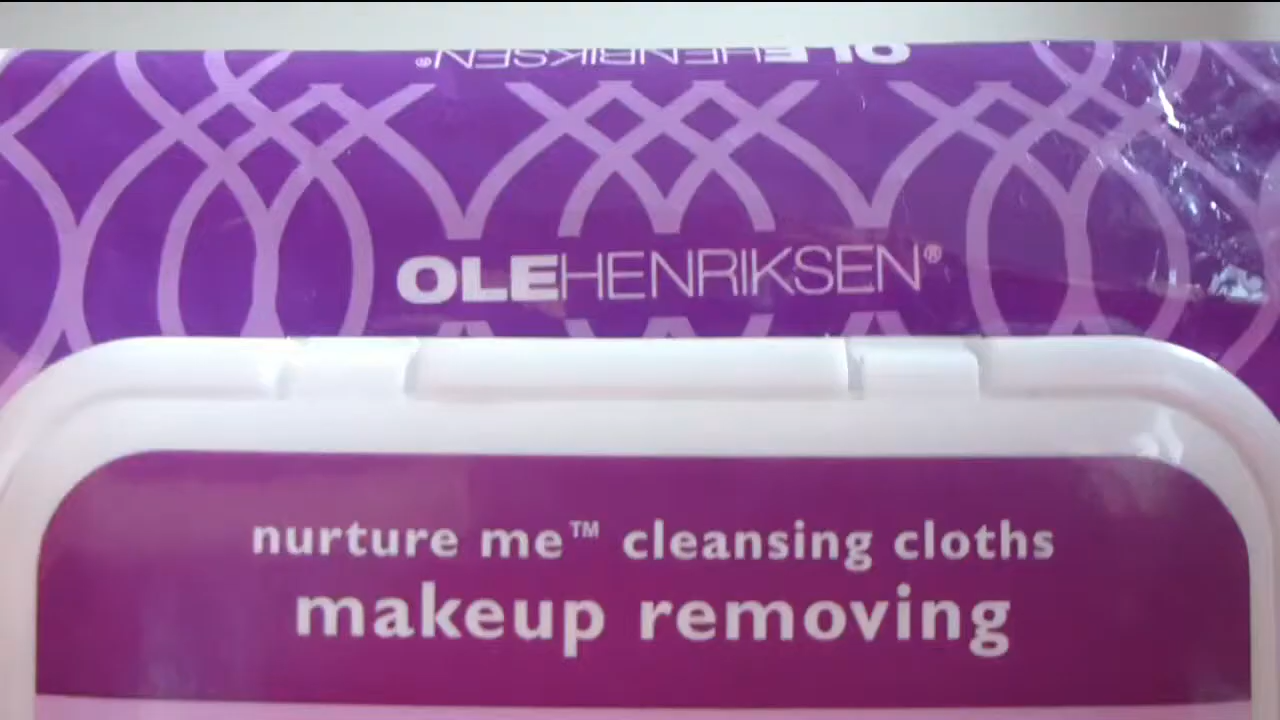 OLEHENRIKSEN®
OLEHENRIKSEN®
nurture me™ cleansing cloths
makeup removing